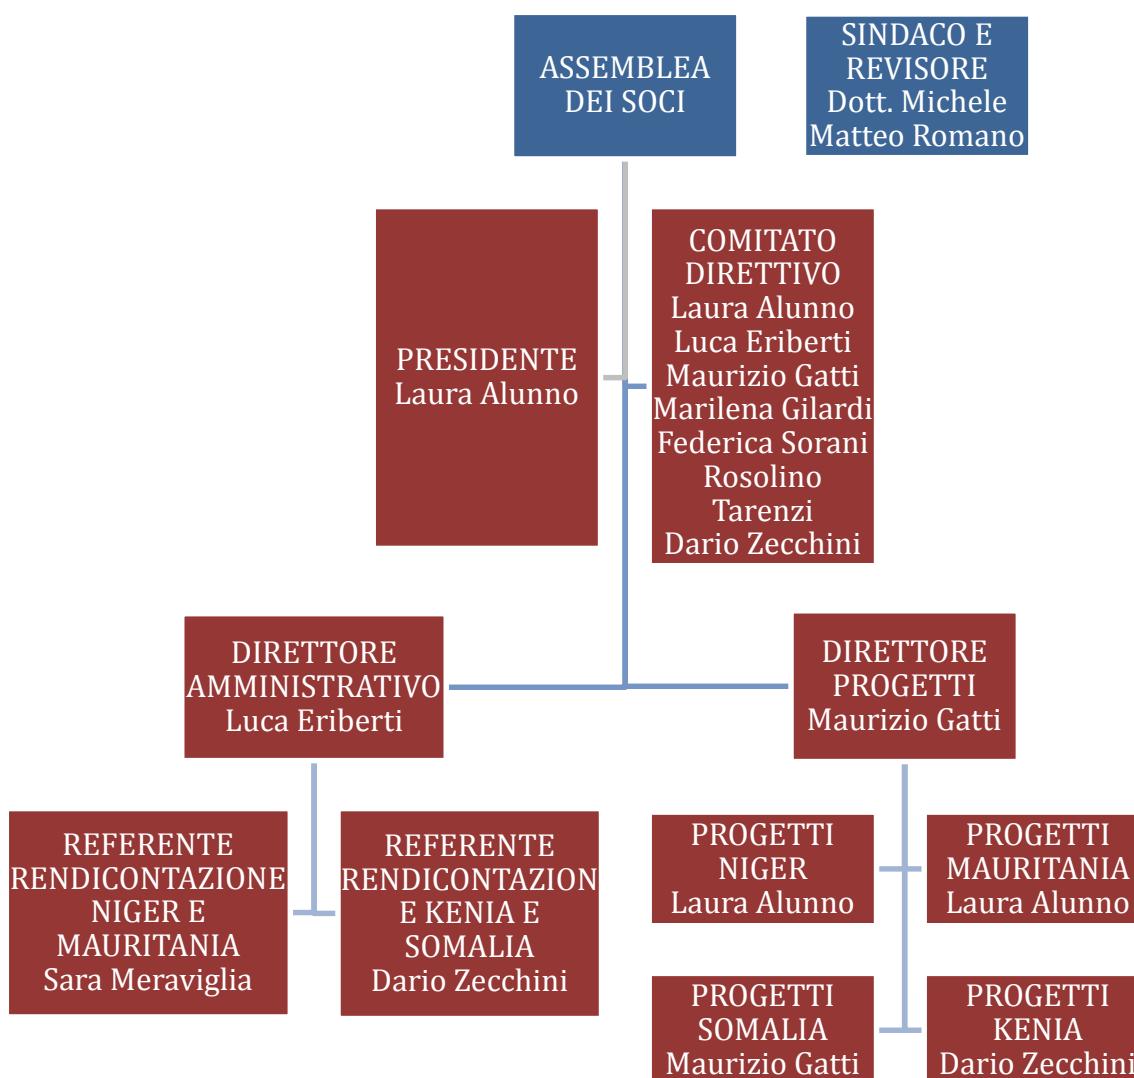 ASSEMBLEA
DEI SOCI
SINDACO E
REVISORE
Dott. Michele
Matteo Romano
PRESIDENTE
Laura Alunno
COMITATO
DIRETTIVO
Laura Alunno
Luca Eriberti
Maurizio Gatti
Marilena Gilardi
Federica Sorani
Rosolino
Tarenzi
Dario Zecchini
DIRETTORE
AMMINISTRATIVO
Luca Eriberti
DIRETTORE
PROGETTI
Maurizio Gatti
REFERENTE
RENDICONTAZIONE
NIGER E
MAURITANIA
Sara Meraviglia
REFERENTE
RENDICONTAZION
E KENIA E
SOMALIA
Dario Zecchini
PROGETTI
NIGER
Laura Alunno
PROGETTI
MAURITANIA
Laura Alunno
PROGETTI
SOMALIA
Maurizio Gatti
PROGETTI
KENIA
Dario Zecchini